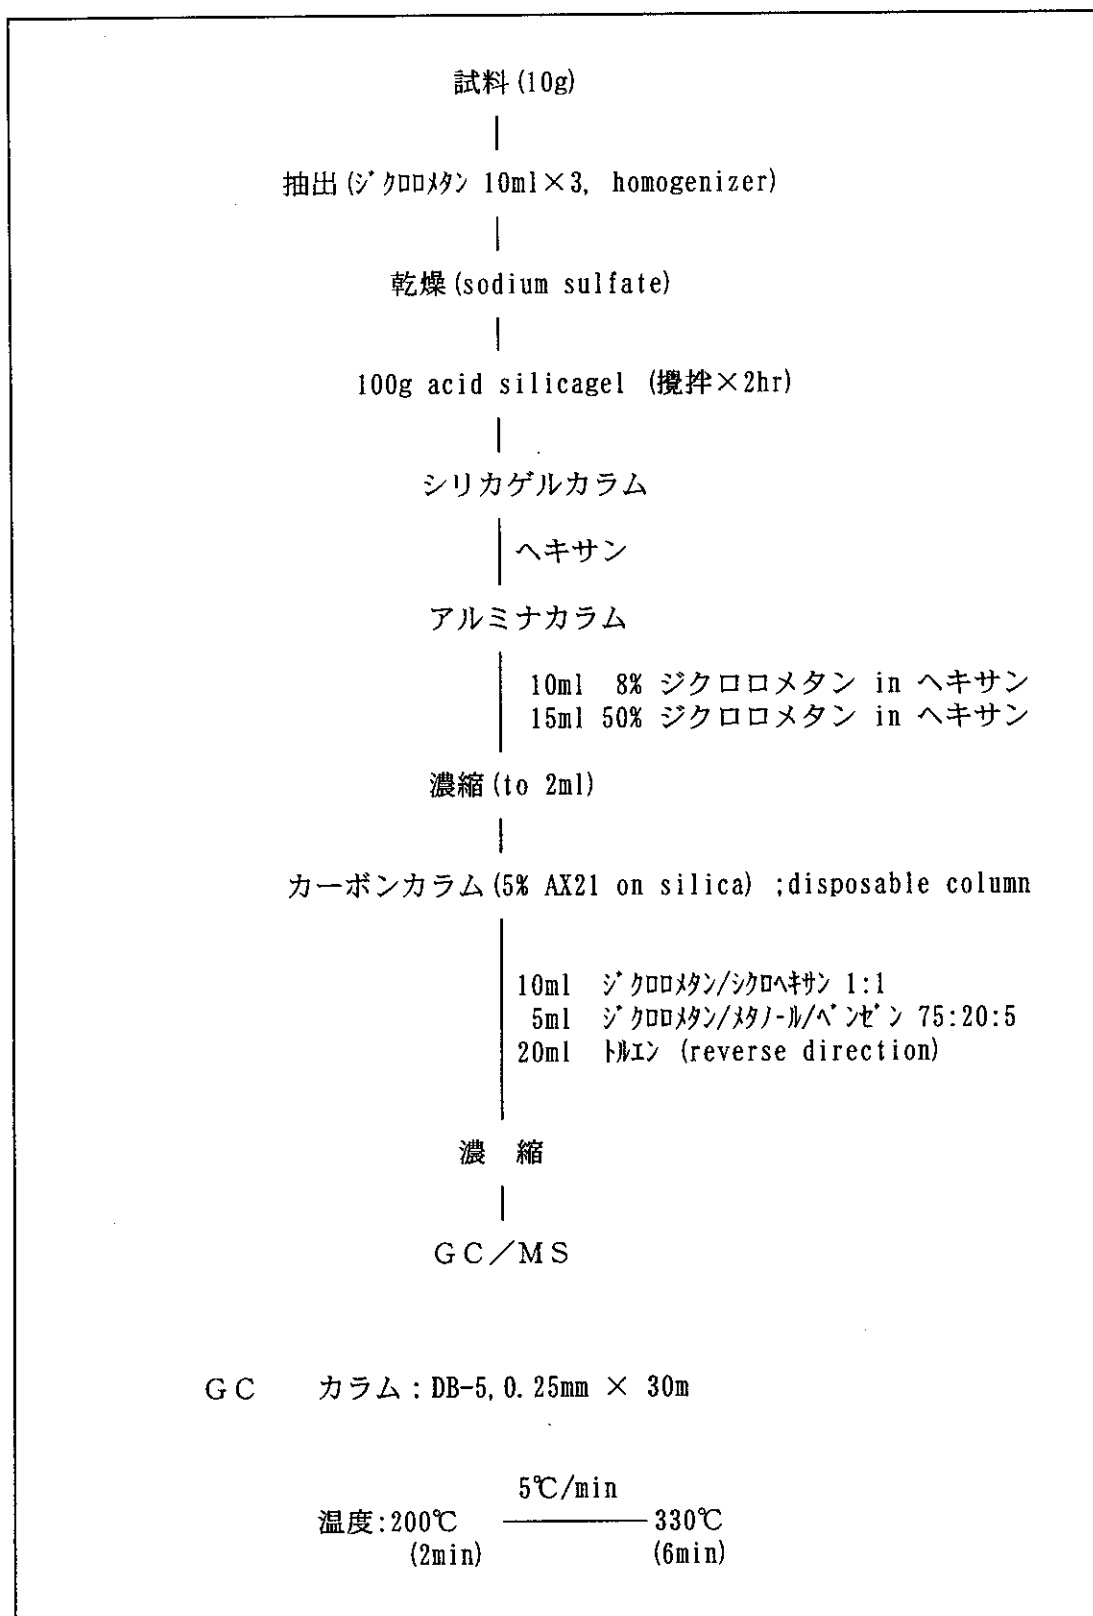 試料(10g)
抽出(ｼﾞｸﾛﾛﾒﾀﾝ 10ml×3, homogenizer)
乾燥(sodium sulfate)
100g acid silicagel (攪拌×2hr)
シリカゲルカラム
ヘキサン
アルミナカラム
10ml 8% ジクロロメタン in ヘキサン
15ml 50% ジクロロメタン in ヘキサン
濃縮(to 2ml)
カーボンカラム(5% AX21 on silica) ;disposable column
10ml ｼﾞｸﾛﾛﾒﾀﾝ/ｼｸﾛﾍｷｻﾝ 1:1
5ml ｼﾞｸﾛﾛﾒﾀﾝ/ﾒﾀﾉｰﾙ/ﾍﾞﾝｾﾞﾝ 75:20:5
20ml ﾄﾙｴﾝ (reverse direction)
濃 縮
ＧＣ／ＭＳ
ＧＣ カラム：DB-5,0.25mm × 30m
5℃/min
温度:200℃ 330℃
(2min) (6min)